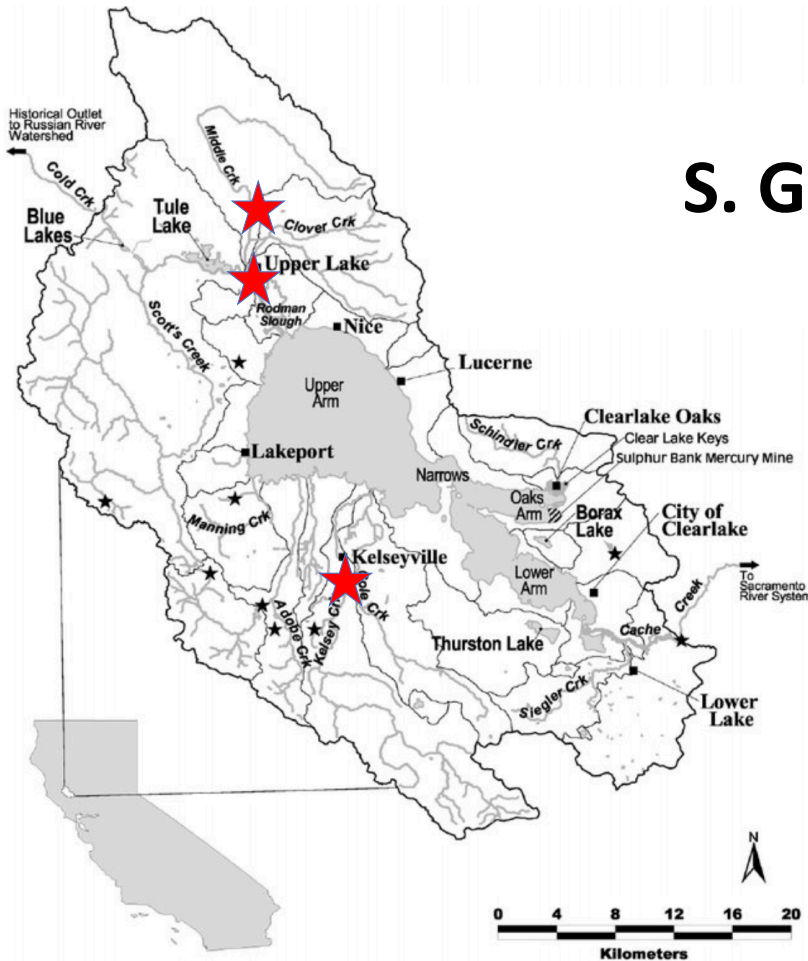 Historical Outlet
to Russian River
Watershed
S. G
Middle Crk
Cold Crk
Clover Crk
Blue
Lakes
Tule
Lake
Upper Lake
Rodman
Slough
Scott's Creek
Nice
Lucerne
Upper
Arm
Clearlake Oaks
Schindler Crk
Clear Lake Keys
Sulphur Bank Mercury Mine
Lakeport
Narrows
Oaks
Arm
Borax
Lake
City of
Clearlake
Manning Crk
Kelseyville
Lower
Arm
To
Sacramento
River System
Creek
Cache
Adobe Crk
Kelsey
Crk
Thurston Lake
Siegler Crk
Lower
Lake
N
0 4 8 12 16 20
Kilometers